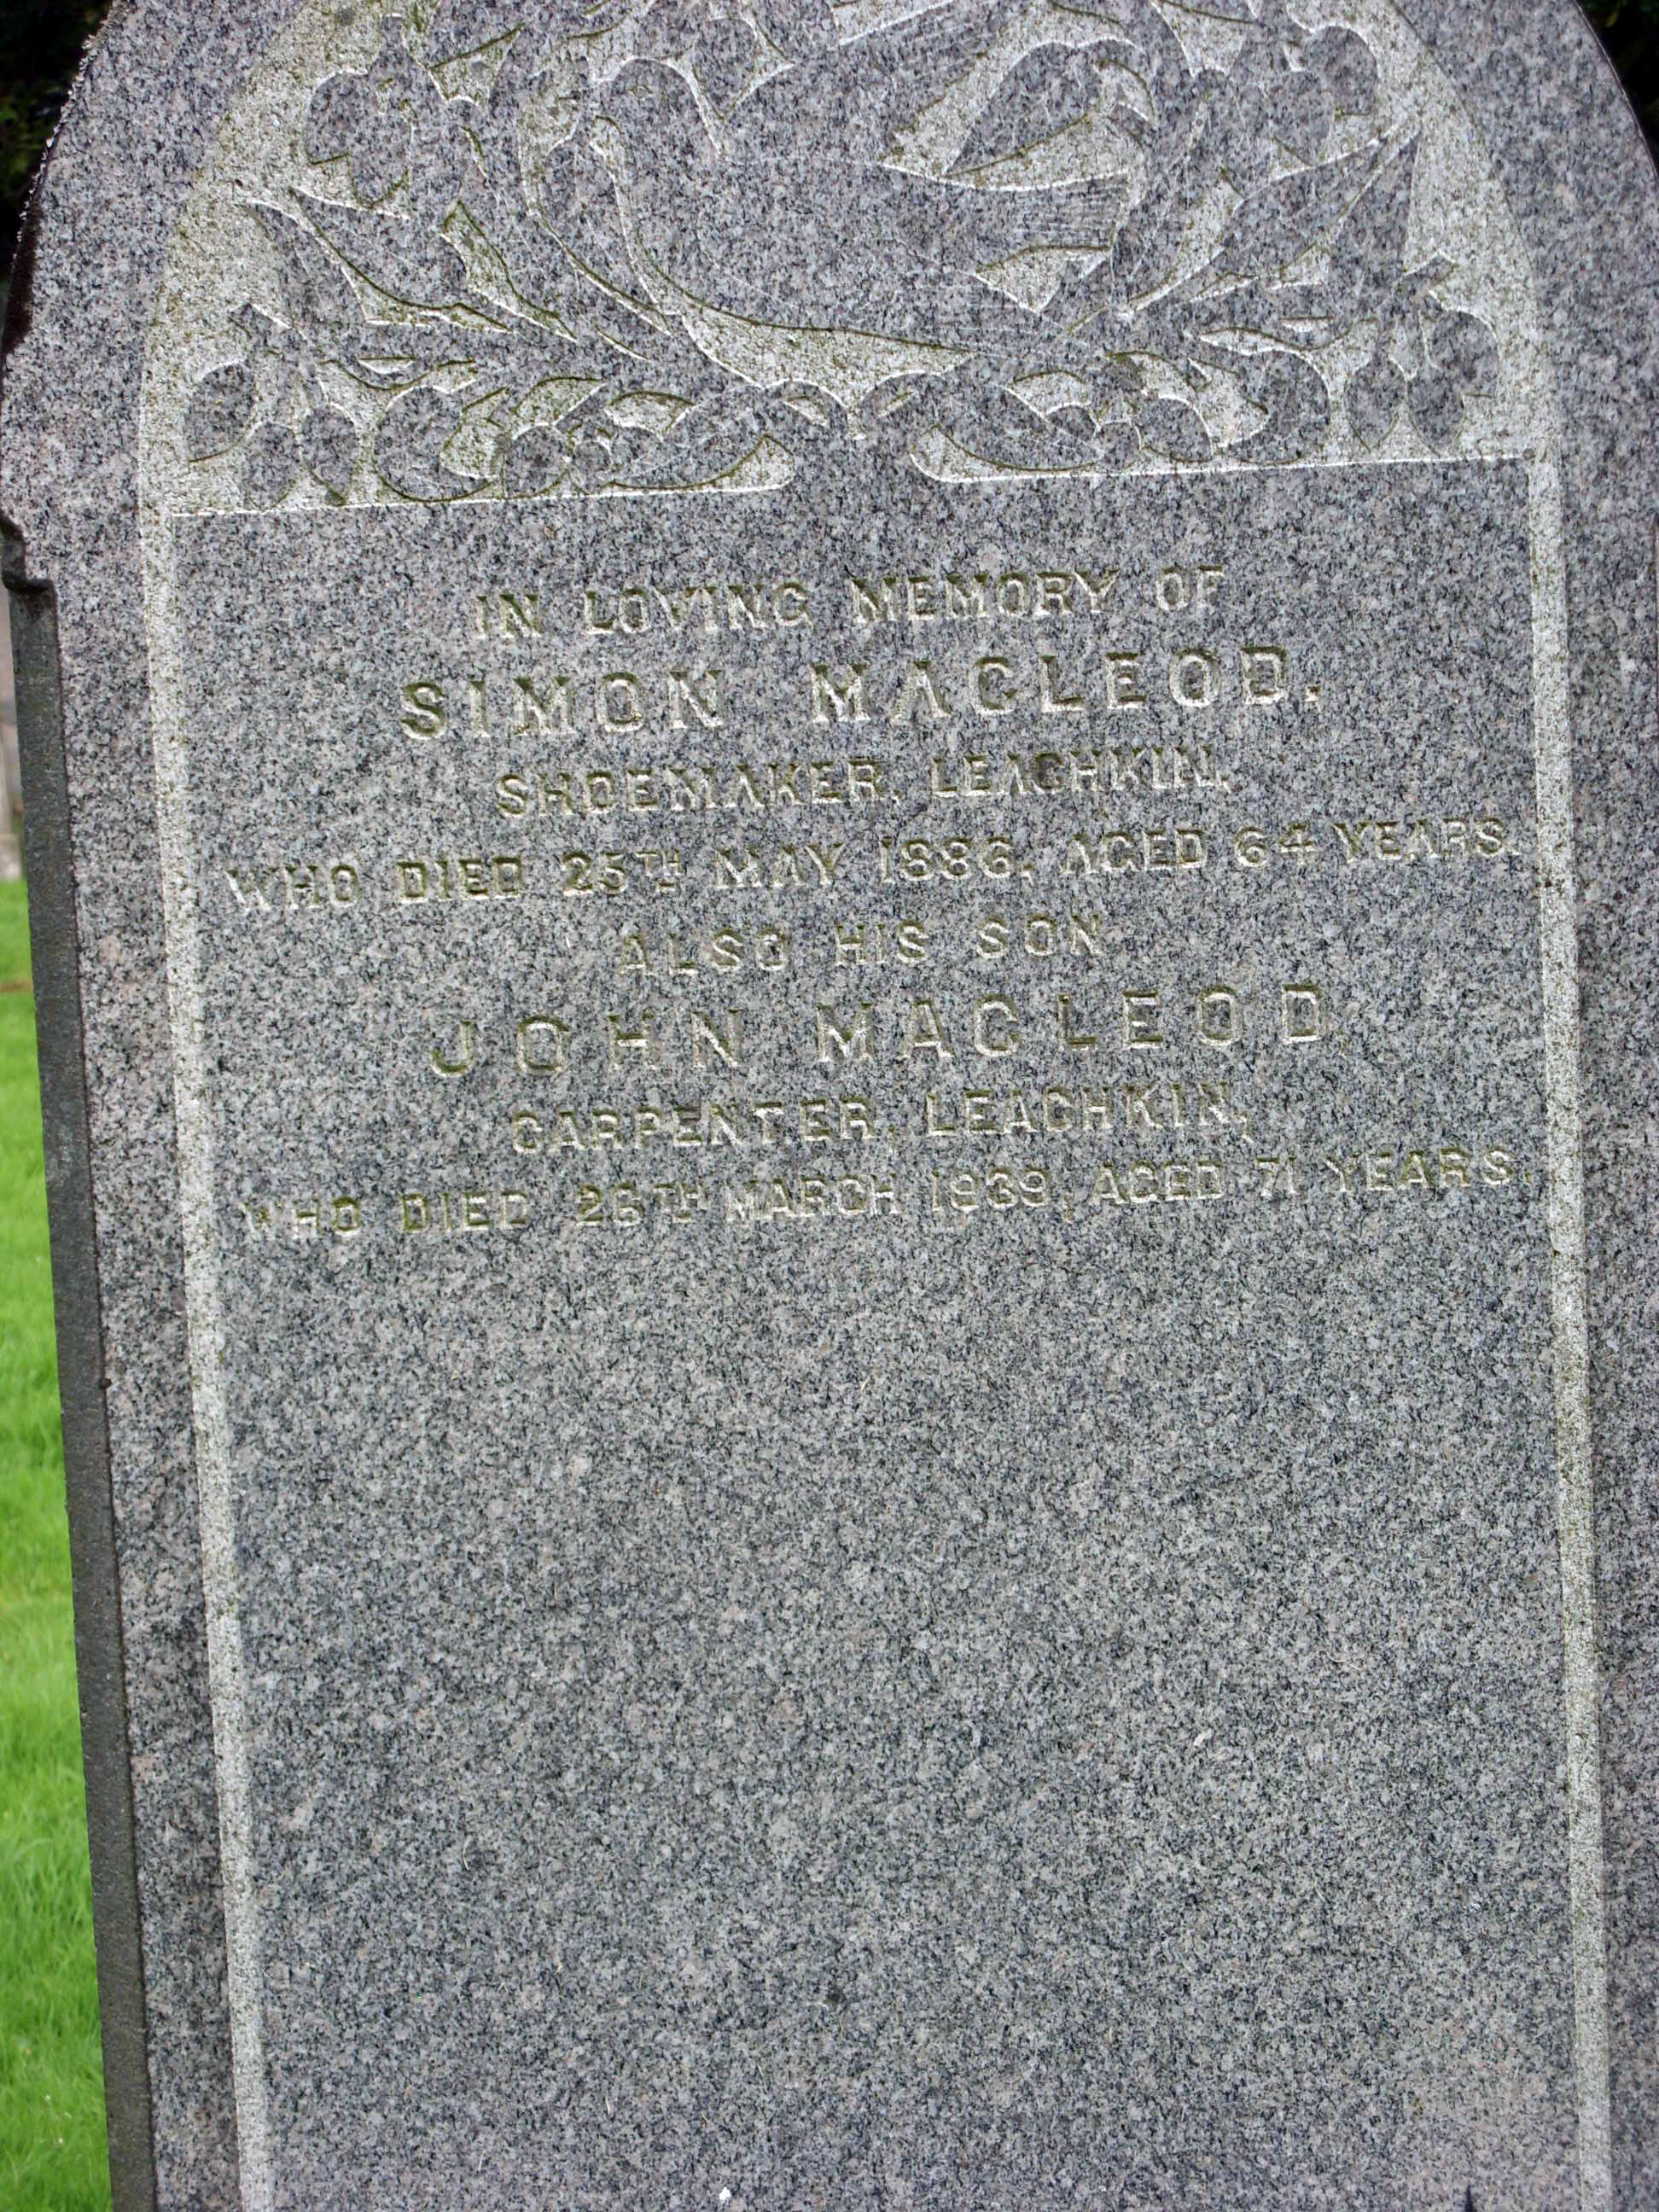 IN LOVING MEMORY OF
SIMON MACLEOD,
SHOEMAKER, LEACHKIN,
WHO DIED 25TH MAY 1886, AGED 64 YEARS.
ALSO HIS SON
JOHN MACLEOD,
CARPENTER, LEACHKIN,
WHO DIED 26TH MARCH 1939, AGED 71 YEARS.